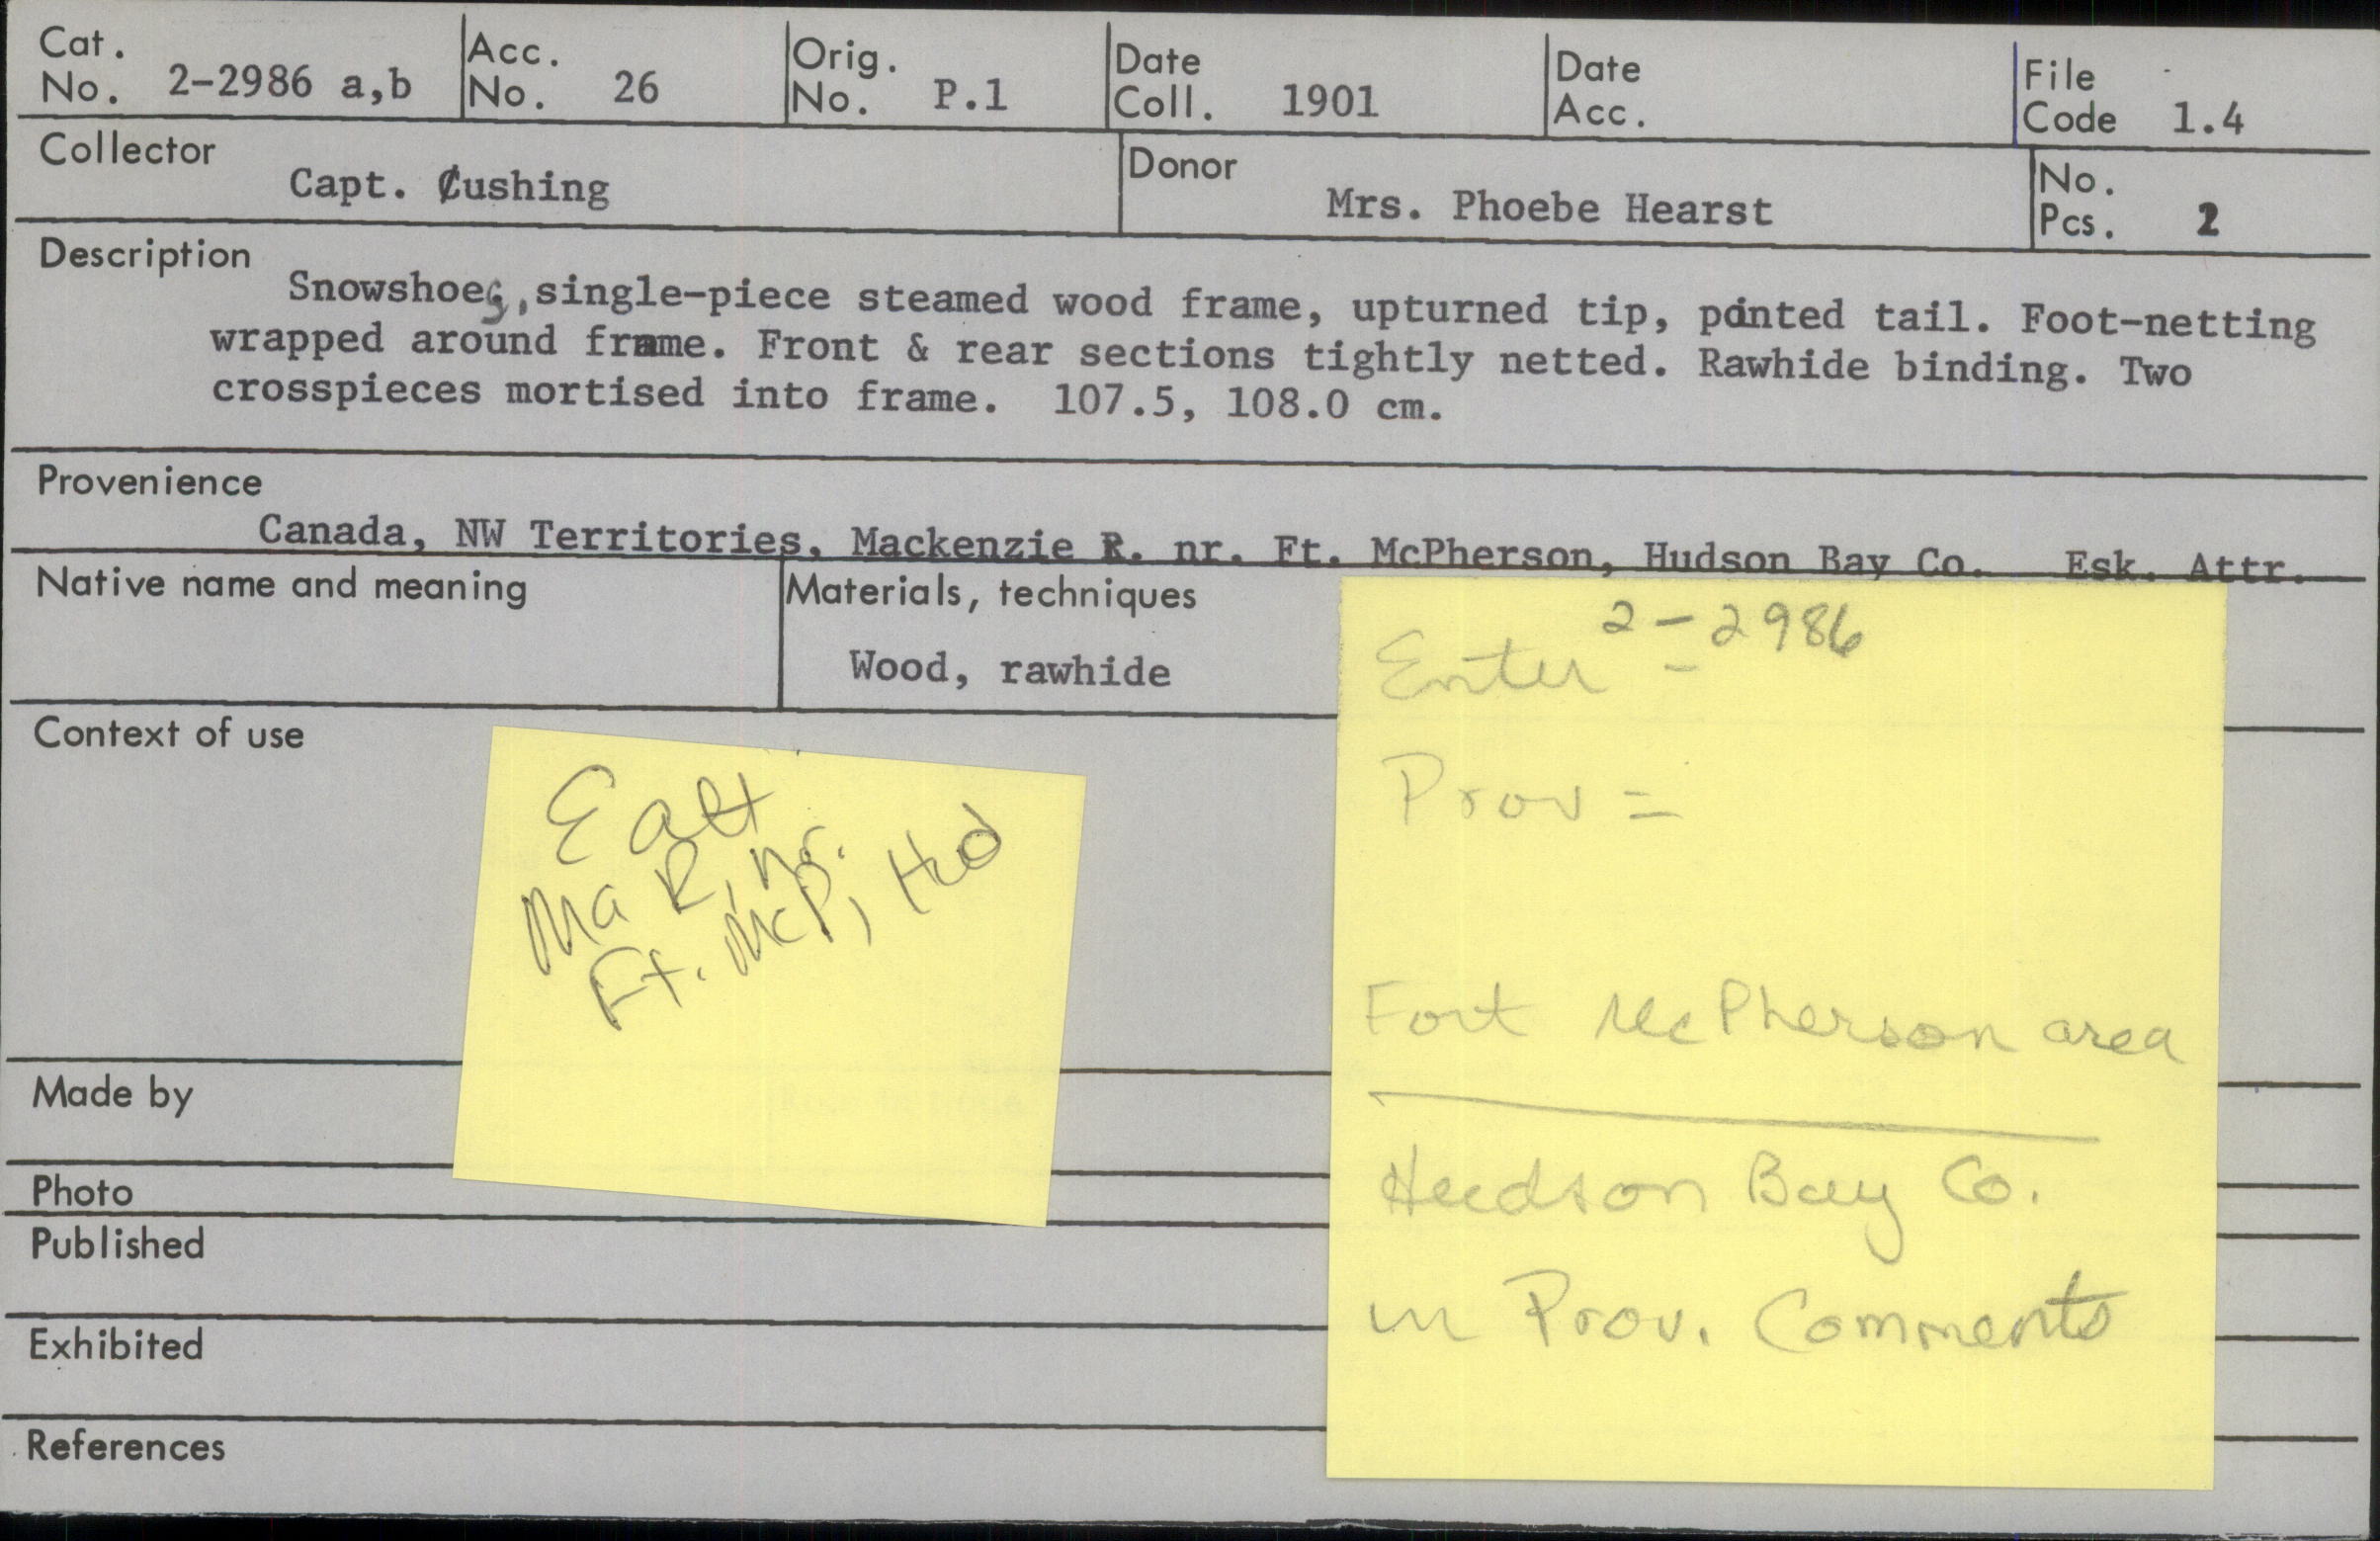 Cat. No. 2-2986 a,b
Acc. No. 26
Orig. No. P.1
Date Coll. 1901
Date Acc.
File Code 1.4
Collector Capt. Cushing
Donor Mrs. Phoebe Hearst
No. Pcs. 2
Description
Snowshoes, single-piece steamed wood frame, upturned tip, pointed tail. Foot-netting
wrapped around frame. Front & rear sections tightly netted. Rawhide binding. Two
crosspieces mortised into frame. 107.5, 108.0 cm.
Provenience
Canada, NW Territories, Mackenzie R. nr. Ft. McPherson, Hudson Bay Co. Esk. Attr.
Native name and meaning
Materials, techniques
Wood, rawhide
Context of use
E att
Ma R, nr.
Ft. McP, Hud
2-2986
Enter -
Prov =
Fort McPherson area
Hudson Bay Co.
in Prov. Comments
Made by
Photo
Published
Exhibited
References